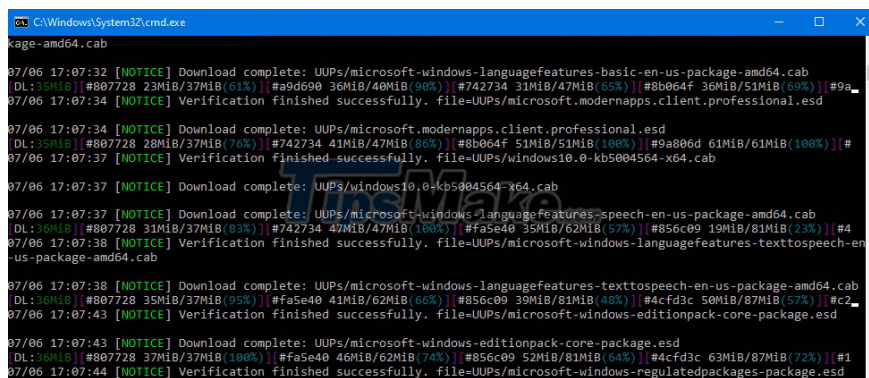 C:\Windows\System32\cmd.exe
kage-amd64.cab
07/06 17:07:32 [NOTICE] Download complete: UUPs/microsoft-windows-languagefeatures-basic-en-us-package-amd64.cab
[DL:35MiB][#807728 23MiB/37MiB(61%)][#a9d690 36MiB/40MiB(90%)][#742734 31MiB/47MiB(65%)][#8b064f 36MiB/51MiB(69%)][#9a
07/06 17:07:34 [NOTICE] Verification finished successfully. file=UUPs/microsoft.modernapps.client.professional.esd
07/06 17:07:34 [NOTICE] Download complete: UUPs/microsoft.modernapps.client.professional.esd
[DL:35MiB][#807728 28MiB/37MiB(76%)][#742734 41MiB/47MiB(86%)][#8b064f 51MiB/51MiB(100%)][#9a806d 61MiB/61MiB(100%)][#
07/06 17:07:37 [NOTICE] Verification finished successfully. file=UUPs/windows10.0-kb5004564-x64.cab
07/06 17:07:37 [NOTICE] Download complete: UUPs/windows10.0-kb5004564-x64.cab
TipsMake
07/06 17:07:37 [NOTICE] Download complete: UUPs/microsoft-windows-languagefeatures-speech-en-us-package-amd64.cab
[DL:36MiB][#807728 31MiB/37MiB(83%)][#742734 47MiB/47MiB(100%)][#fa5e40 35MiB/62MiB(57%)][#856c09 19MiB/81MiB(23%)][#4
07/06 17:07:38 [NOTICE] Verification finished successfully. file=UUPs/microsoft-windows-languagefeatures-texttospeech-en
-us-package-amd64.cab
07/06 17:07:38 [NOTICE] Download complete: UUPs/microsoft-windows-languagefeatures-texttospeech-en-us-package-amd64.cab
[DL:36MiB][#807728 35MiB/37MiB(95%)][#fa5e40 41MiB/62MiB(66%)][#856c09 39MiB/81MiB(48%)][#4cfd3c 50MiB/87MiB(57%)][#c2
07/06 17:07:43 [NOTICE] Verification finished successfully. file=UUPs/microsoft-windows-editionpack-core-package.esd
07/06 17:07:43 [NOTICE] Download complete: UUPs/microsoft-windows-editionpack-core-package.esd
[DL:36MiB][#807728 37MiB/37MiB(100%)][#fa5e40 46MiB/62MiB(74%)][#856c09 52MiB/81MiB(64%)][#4cfd3c 63MiB/87MiB(72%)][#1
07/06 17:07:44 [NOTICE] Verification finished successfully. file=UUPs/microsoft-windows-regulatedpackages-package.esd